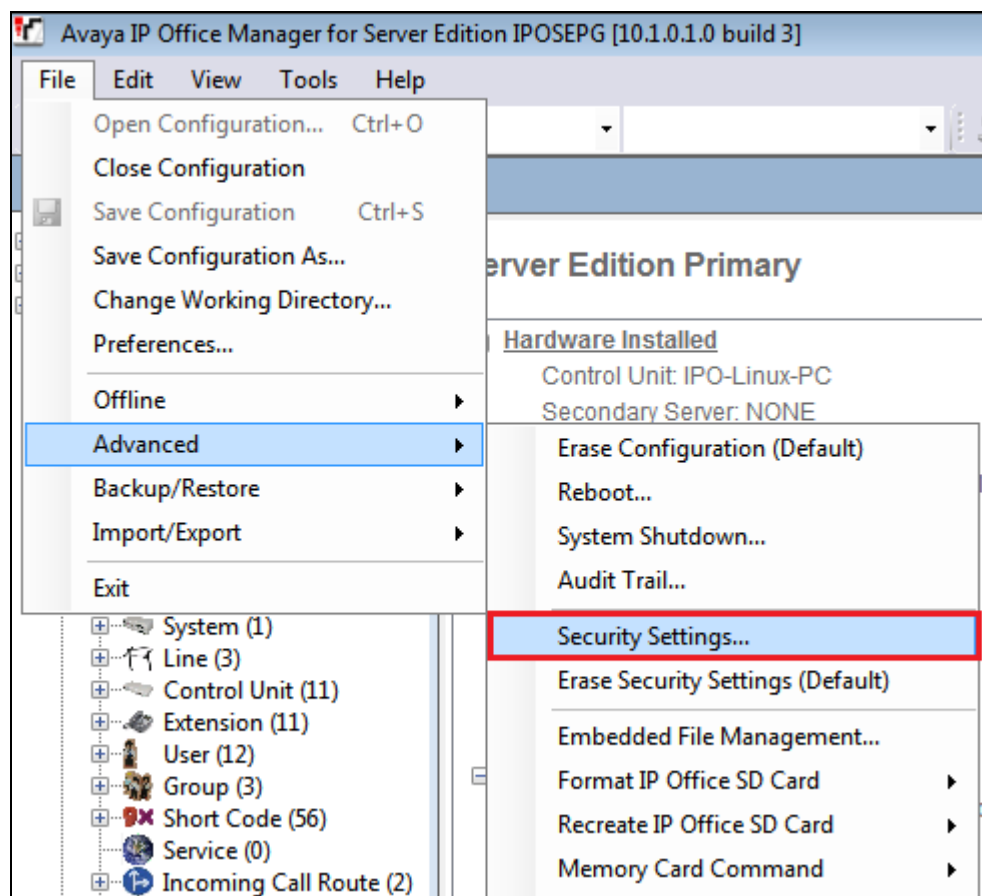 Avaya IP Office Manager for Server Edition IPOSEPG [10.1.0.1.0 build 3]
File Edit View Tools Help
Open Configuration... Ctrl+O
Close Configuration
Save Configuration Ctrl+S
Save Configuration As...
Change Working Directory...
Preferences...
Offline
Advanced
Backup/Restore
Import/Export
Exit
erver Edition Primary
Hardware Installed
Control Unit: IPO-Linux-PC
Secondary Server: NONE
Erase Configuration (Default)
Reboot...
System Shutdown...
Audit Trail...
Security Settings...
Erase Security Settings (Default)
Embedded File Management...
Format IP Office SD Card
Recreate IP Office SD Card
Memory Card Command
System (1)
Line (3)
Control Unit (11)
Extension (11)
User (12)
Group (3)
Short Code (56)
Service (0)
Incoming Call Route (2)